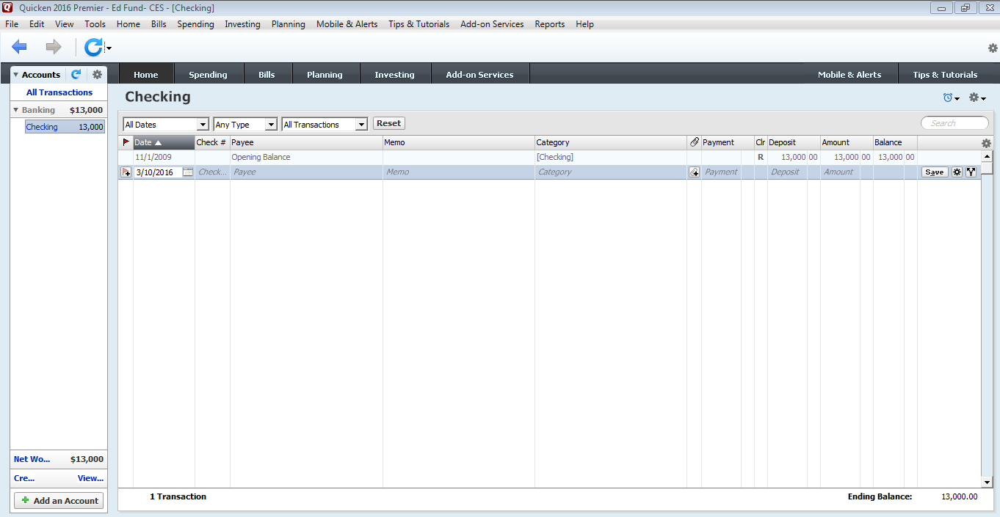 Quicken 2016 Premier - Ed Fund- CES - [Checking]
File Edit View Tools Home Bills Spending Investing Planning Mobile & Alerts Tips & Tutorials Add-on Services Reports Help
Accounts
Home Spending Bills Planning Investing Add-on Services Mobile & Alerts Tips & Tutorials
All Transactions
Banking $13,000
Checking 13,000
Checking
All Dates Any Type All Transactions Reset Search
Date Check # Payee Memo Category Payment Clr Deposit Amount Balance
11/1/2009 Opening Balance [Checking] R 13,000 00 13,000 00 13,000 00
3/10/2016 Check... Payee Memo Category Payment Deposit Amount Save
Net Wo... $13,000
Cre... View...
Add an Account
1 Transaction Ending Balance: 13,000.00